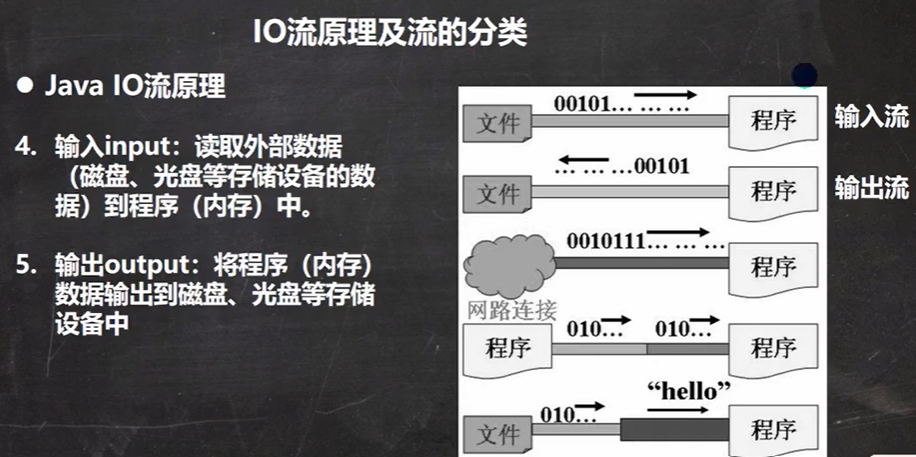 IO流原理及流的分类
● Java IO流原理
4. 输入input：读取外部数据
（磁盘、光盘等存储设备的数
据）到程序（内存）中。
5. 输出output：将程序（内存）
数据输出到磁盘、光盘等存储
设备中
00101… … …
文件 程序 输入流
… … …00101
文件 程序 输出流
0010111… … …
程序
网路连接
010… 010…
程序 程序
“hello”
010…
文件 程序